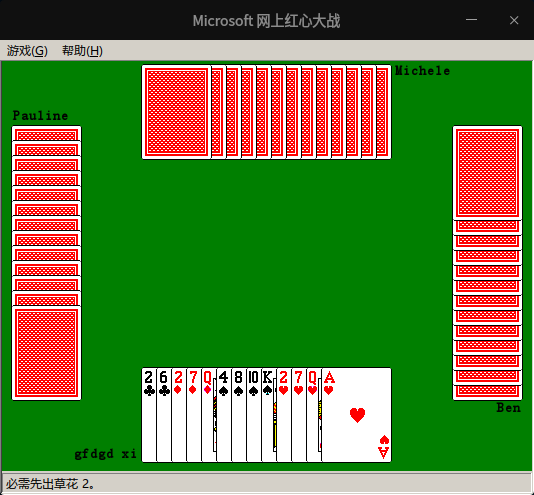 Microsoft 网上红心大战
游戏(G) 帮助(H)
Michele
Pauline
Ben
2 6 2 7 Q 4 8 10 K 2 7 Q A
A
gfdgd xi
必需先出草花 2。